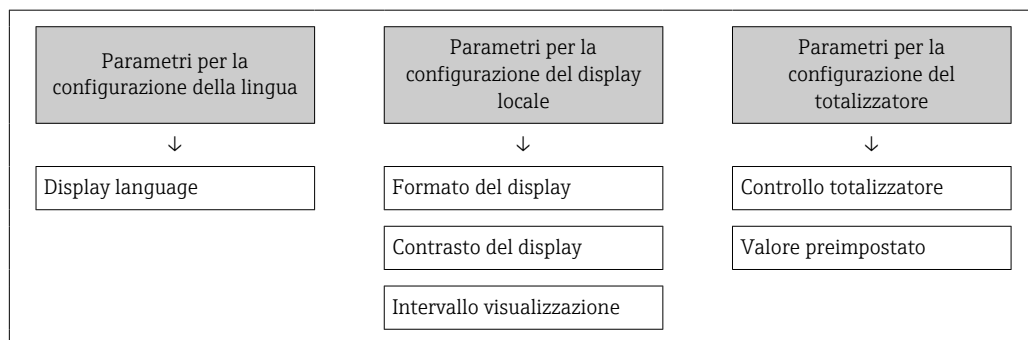 Parametri per la
configurazione della lingua
↓
Display language
Parametri per la
configurazione del display
locale
↓
Formato del display
Contrasto del display
Intervallo visualizzazione
Parametri per la
configurazione del
totalizzatore
↓
Controllo totalizzatore
Valore preimpostato